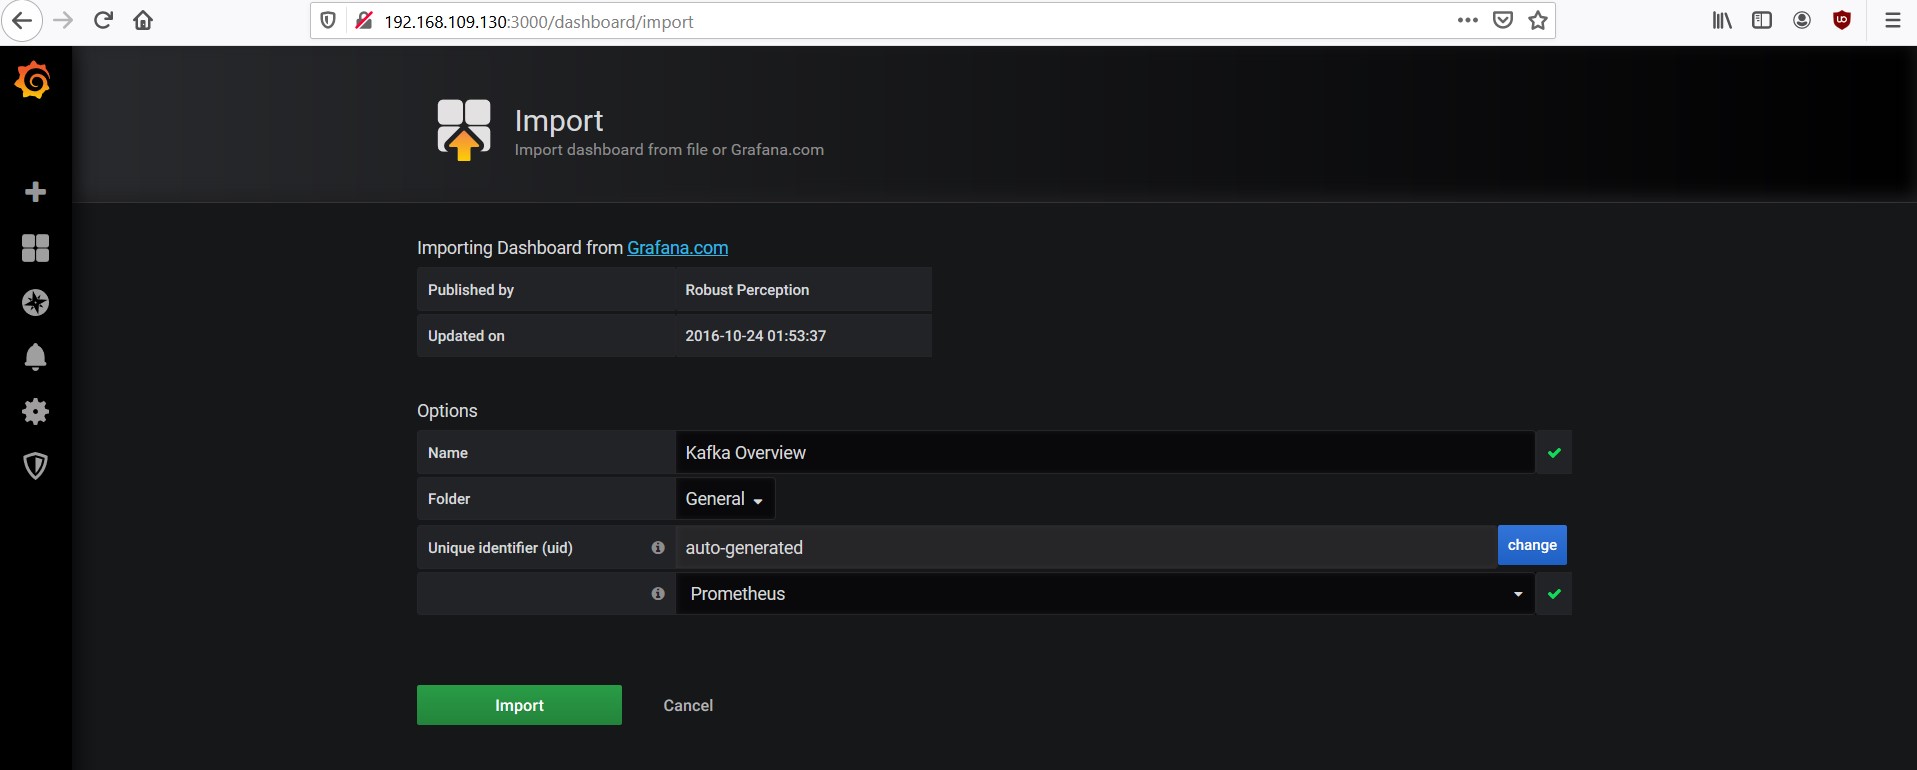 192.168.109.130:3000/dashboard/import
Import
Import dashboard from file or Grafana.com
Importing Dashboard from Grafana.com
Published by Robust Perception
Updated on 2016-10-24 01:53:37
Options
Name Kafka Overview
Folder General
Unique identifier (uid) auto-generated change
Prometheus
Import Cancel